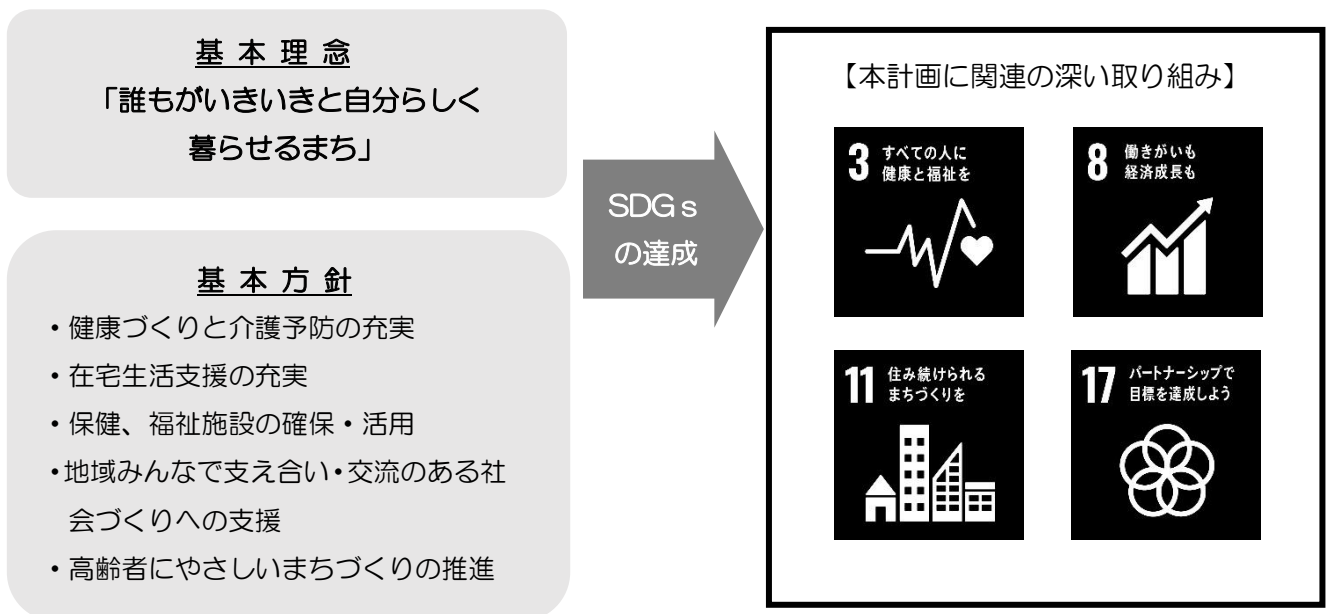 基 本 理 念
「誰もがいきいきと自分らしく
暮らせるまち」
基 本 方 針
・健康づくりと介護予防の充実
・在宅生活支援の充実
・保健、福祉施設の確保・活用
・地域みんなで支え合い・交流のある社
会づくりへの支援
・高齢者にやさしいまちづくりの推進
SDGs
の達成
【本計画に関連の深い取り組み】
3 すべての人に
健康と福祉を
8 働きがいも
経済成長も
11 住み続けられる
まちづくりを
17 パートナーシップで
目標を達成しよう